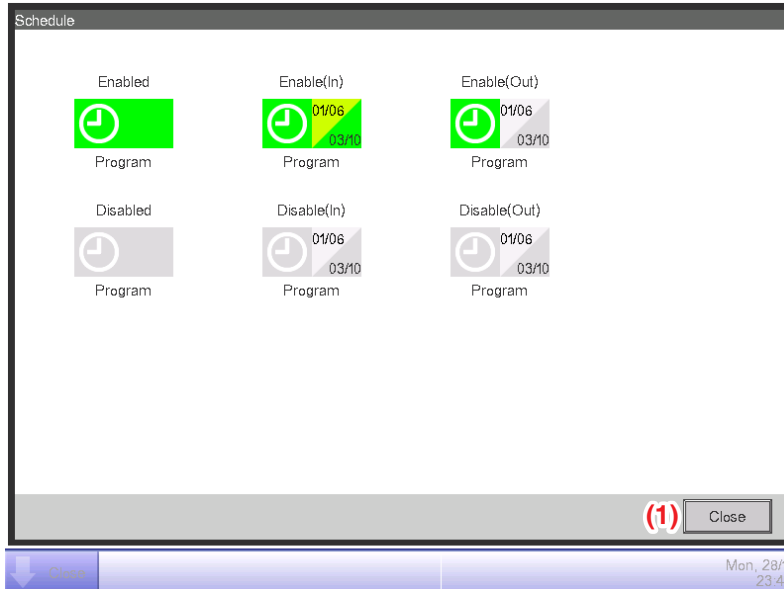 Schedule
Enabled Enable(In) Enable(Out)
01/06 01/06
03/10 03/10
Program Program Program
Disabled Disable(In) Disable(Out)
01/06 01/06
03/10 03/10
Program Program Program
(1) Close
Mon, 28/
23:4